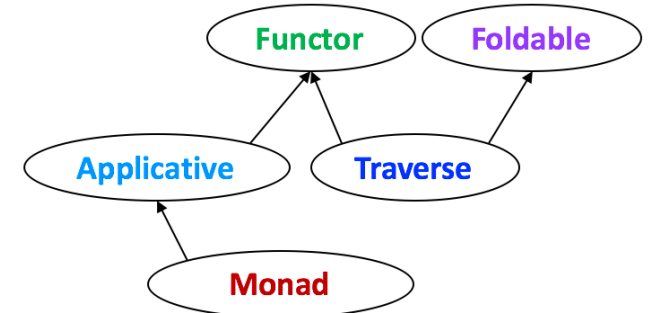 Functor
Foldable
Applicative
Traverse
Monad